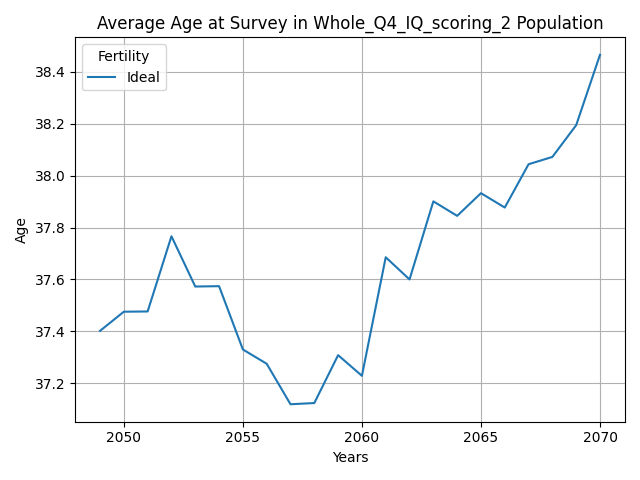 Average Age at Survey in Whole_Q4_IQ_scoring_2 Population
Fertility
Ideal
38.4
38.2
38.0
37.8
37.6
37.4
37.2
Age
2050 2055 2060 2065 2070
Years